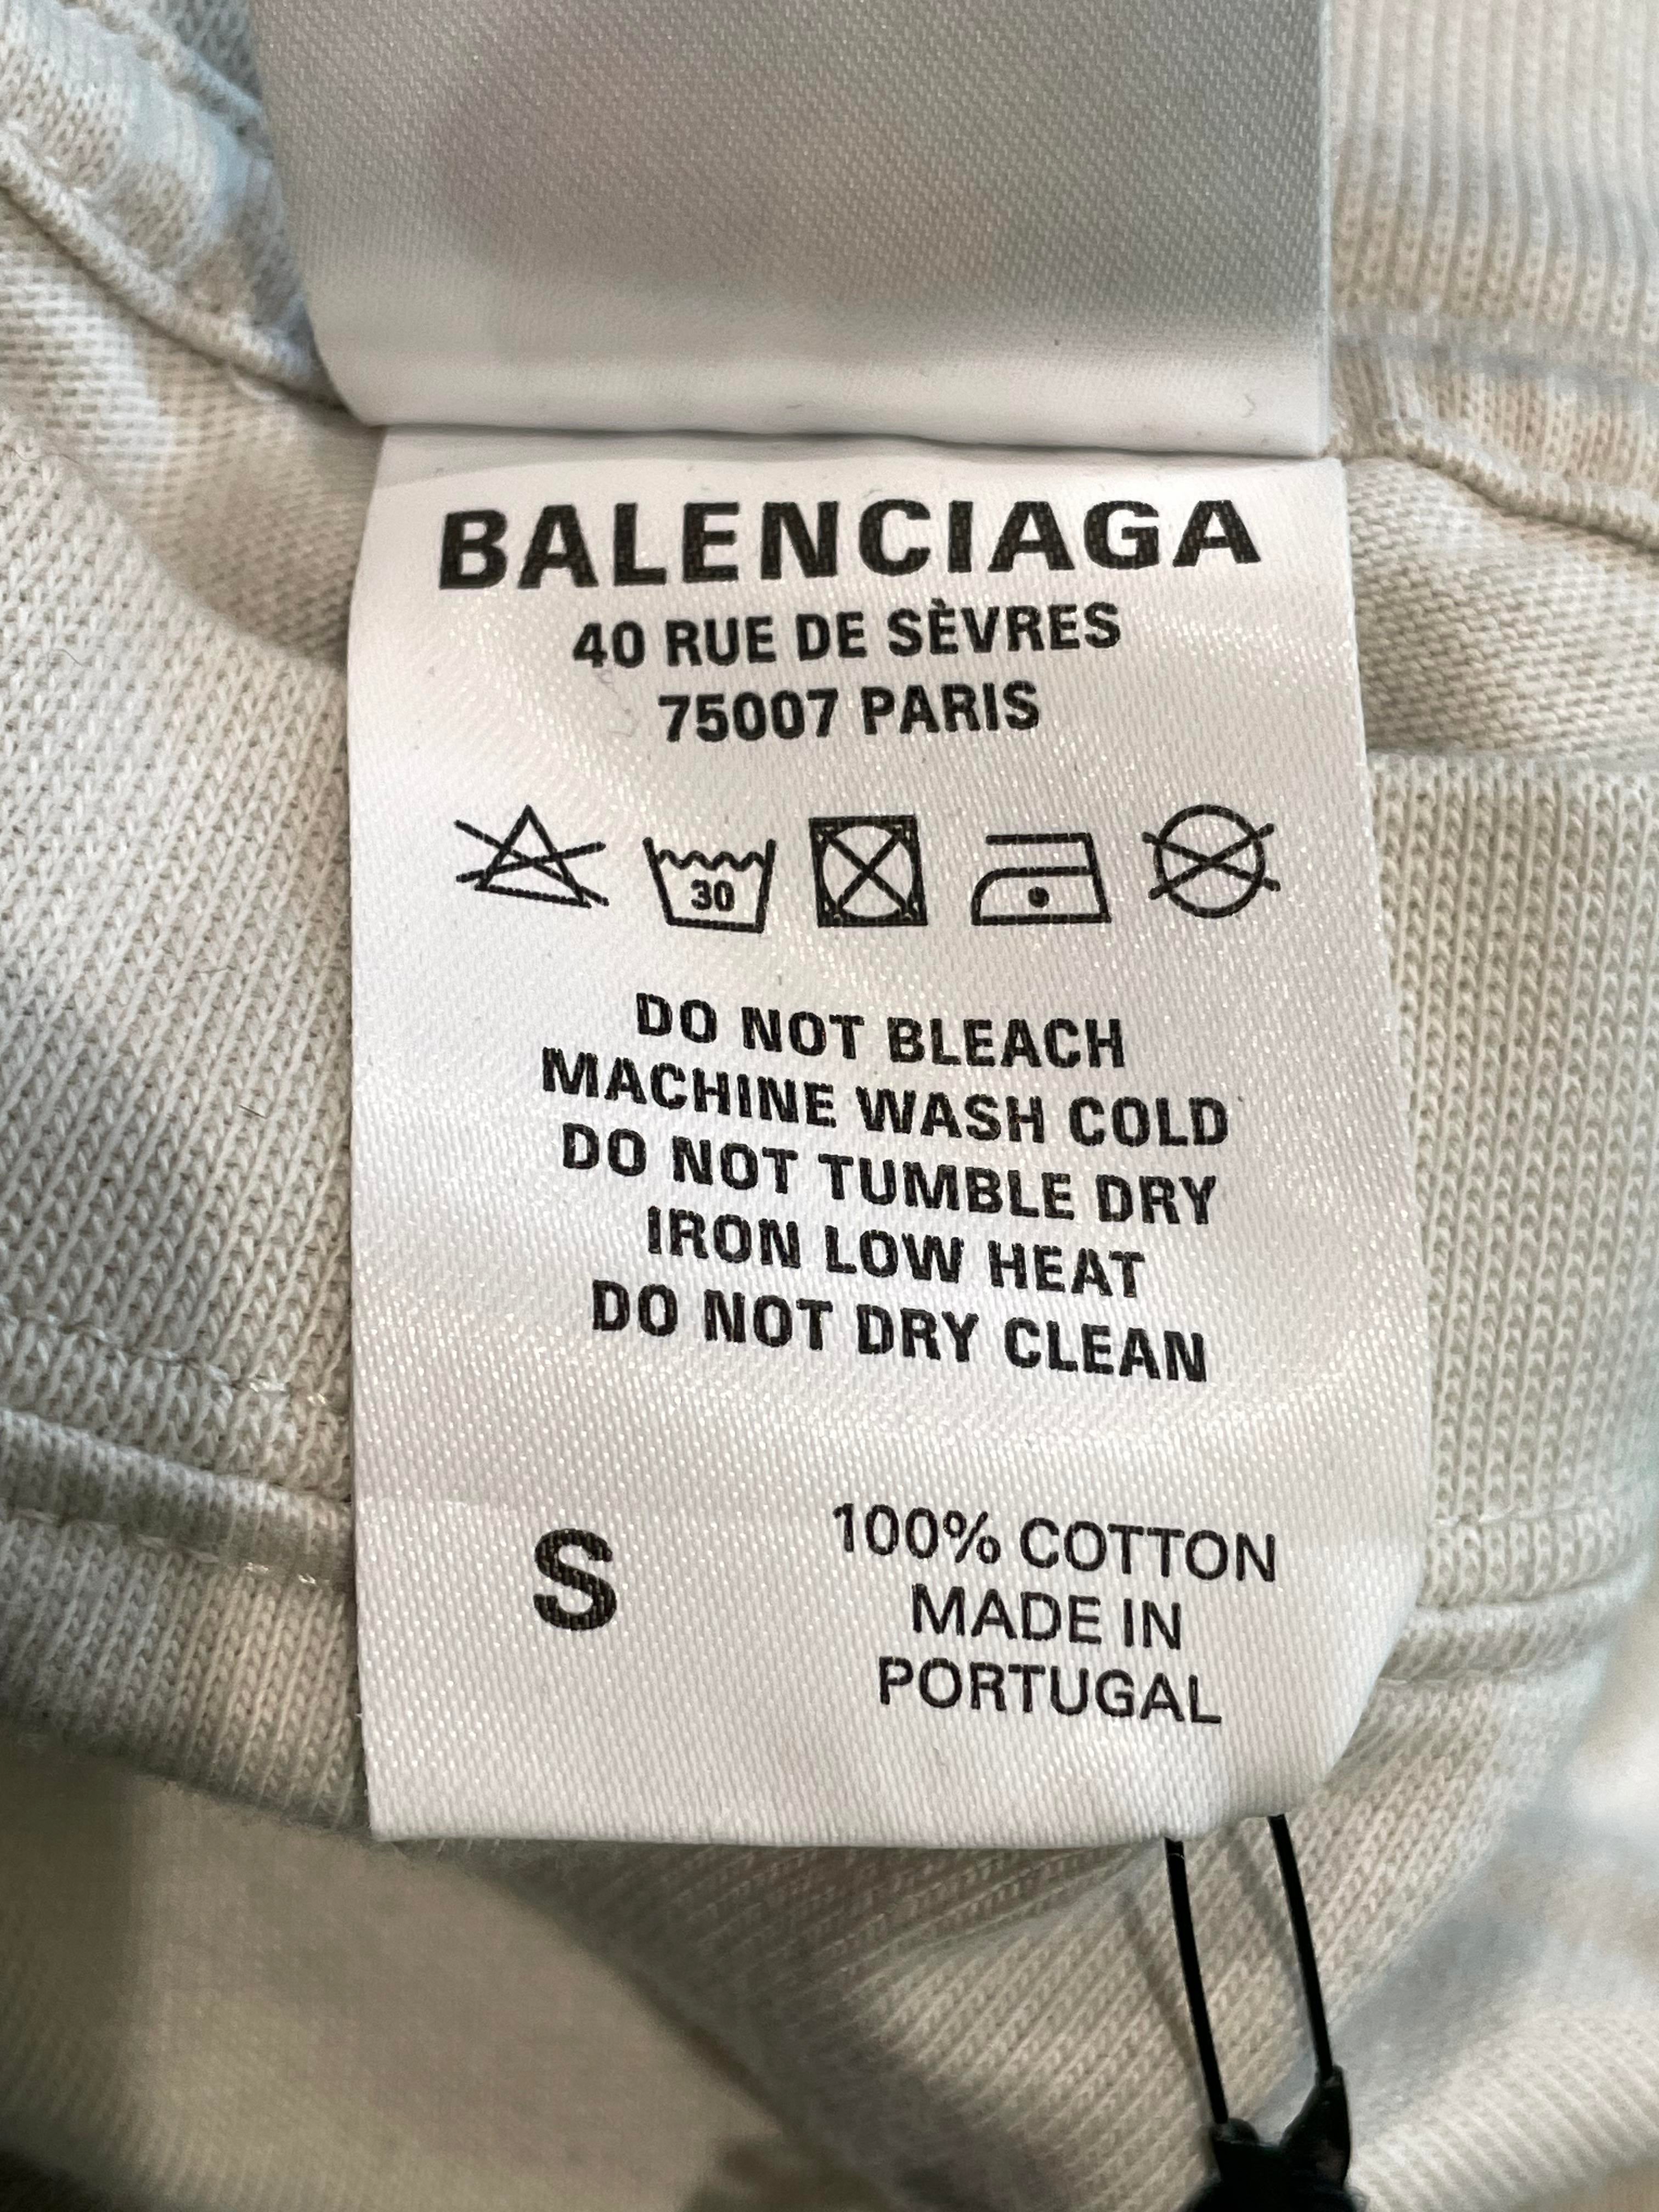 BALENCIAGA
40 RUE DE SÈVRES
75007 PARIS
30
DO NOT BLEACH
MACHINE WASH COLD
DO NOT TUMBLE DRY
IRON LOW HEAT
DO NOT DRY CLEAN
S
100% COTTON
MADE IN
PORTUGAL